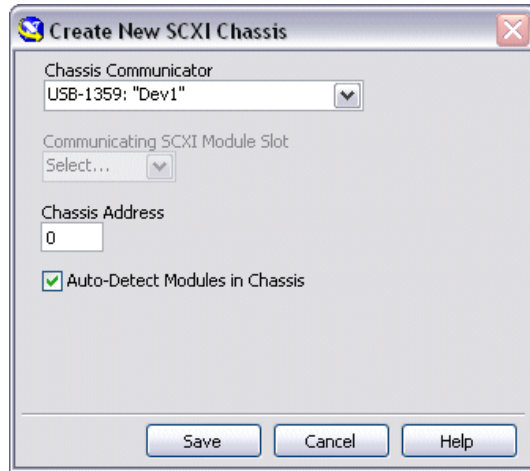 Create New SCXI Chassis
Chassis Communicator
USB-1359: "Dev1"
Communicating SCXI Module Slot
Select...
Chassis Address
0
Auto-Detect Modules in Chassis
Save Cancel Help